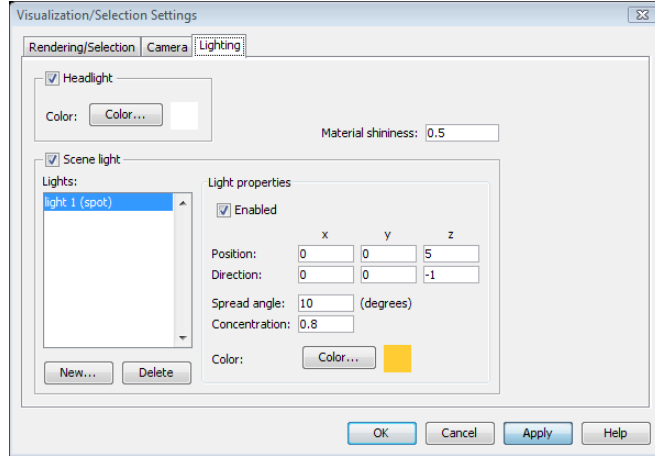 Visualization/Selection Settings
Rendering/Selection Camera Lighting
Headlight
Color: Color...
Material shininess: 0.5
Scene light
Lights: Light properties
light 1 (spot)
Enabled
x y z
Position: 0 0 5
Direction: 0 0 -1
Spread angle: 10 (degrees)
Concentration: 0.8
Color: Color...
New... Delete
OK Cancel Apply Help